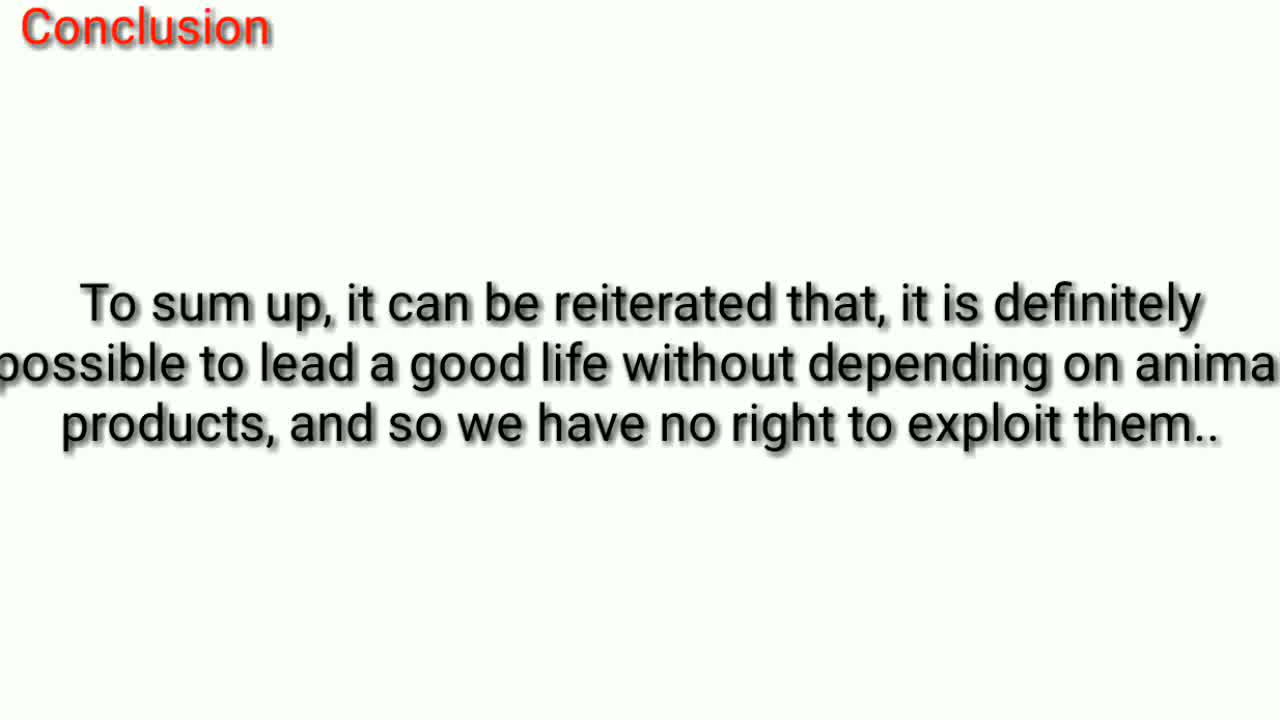 Conclusion
To sum up, it can be reiterated that, it is definitely
possible to lead a good life without depending on anima
products, and so we have no right to exploit them..